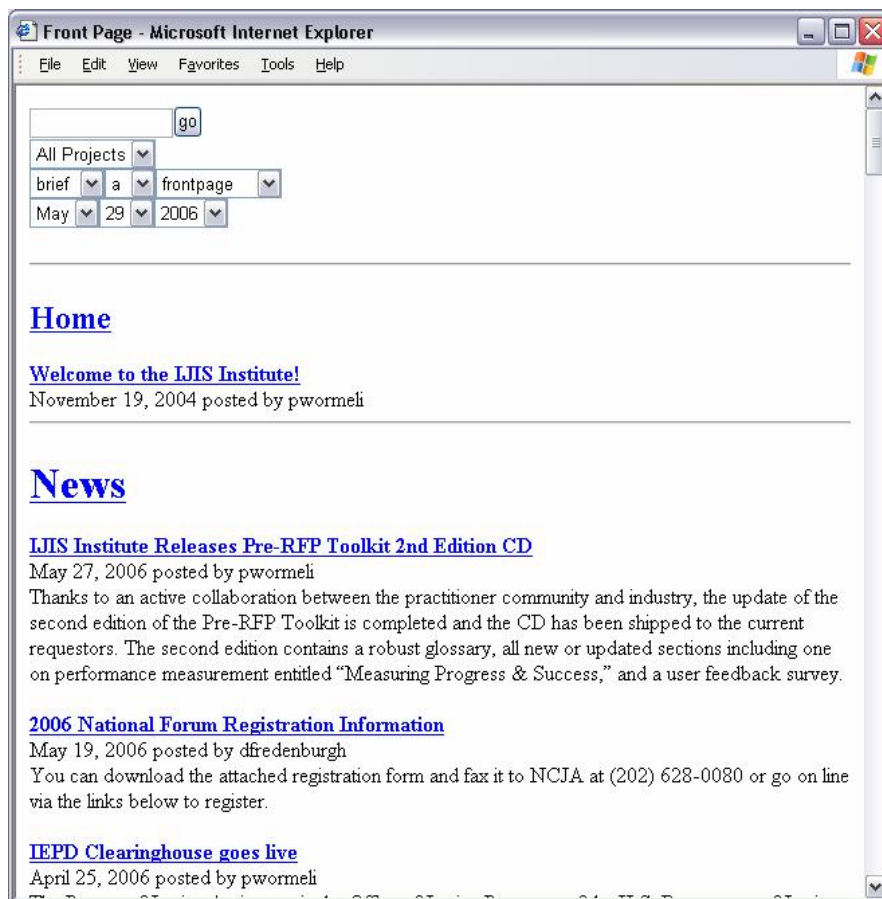 Front Page - Microsoft Internet Explorer
File Edit View Favorites Tools Help
go
All Projects
brief a frontpage
May 29 2006
Home
Welcome to the IJIS Institute!
November 19, 2004 posted by pwormeli
News
IJIS Institute Releases Pre-RFP Toolkit 2nd Edition CD
May 27, 2006 posted by pwormeli
Thanks to an active collaboration between the practitioner community and industry, the update of the
second edition of the Pre-RFP Toolkit is completed and the CD has been shipped to the current
requestors. The second edition contains a robust glossary, all new or updated sections including one
on performance measurement entitled “Measuring Progress & Success,” and a user feedback survey.
2006 National Forum Registration Information
May 19, 2006 posted by dfredenburgh
You can download the attached registration form and fax it to NCJA at (202) 628-0080 or go on line
via the links below to register.
IEPD Clearinghouse goes live
April 25, 2006 posted by pwormeli